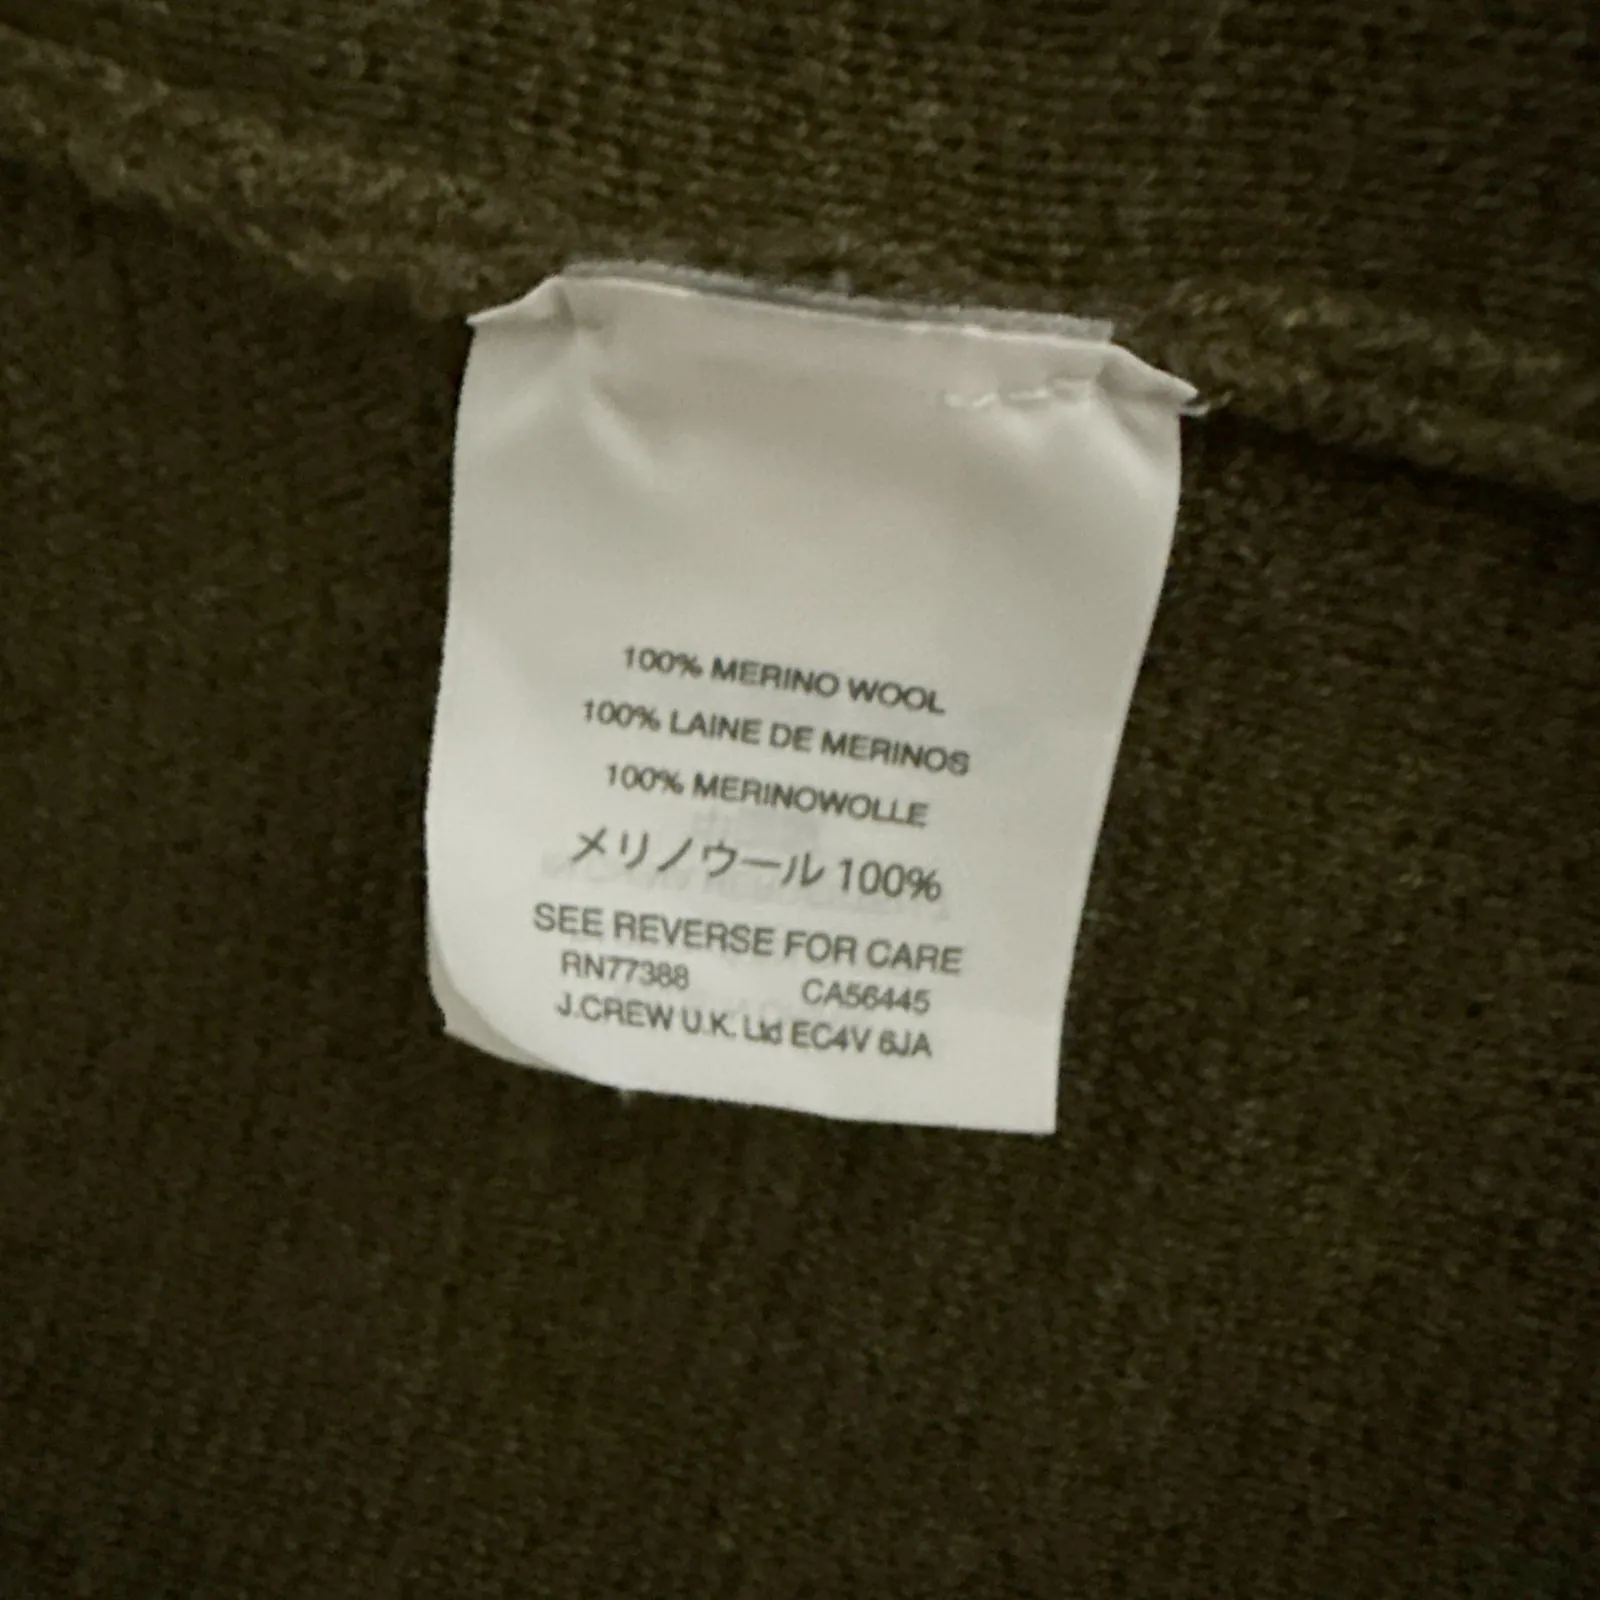 100% MERINO WOOL
100% LAINE DE MERINOS
100% MERINOWOLLE
メリノウール 100%
SEE REVERSE FOR CARE
RN77388 CA56445
J.CREW U.K. Ltd EC4V 6JA